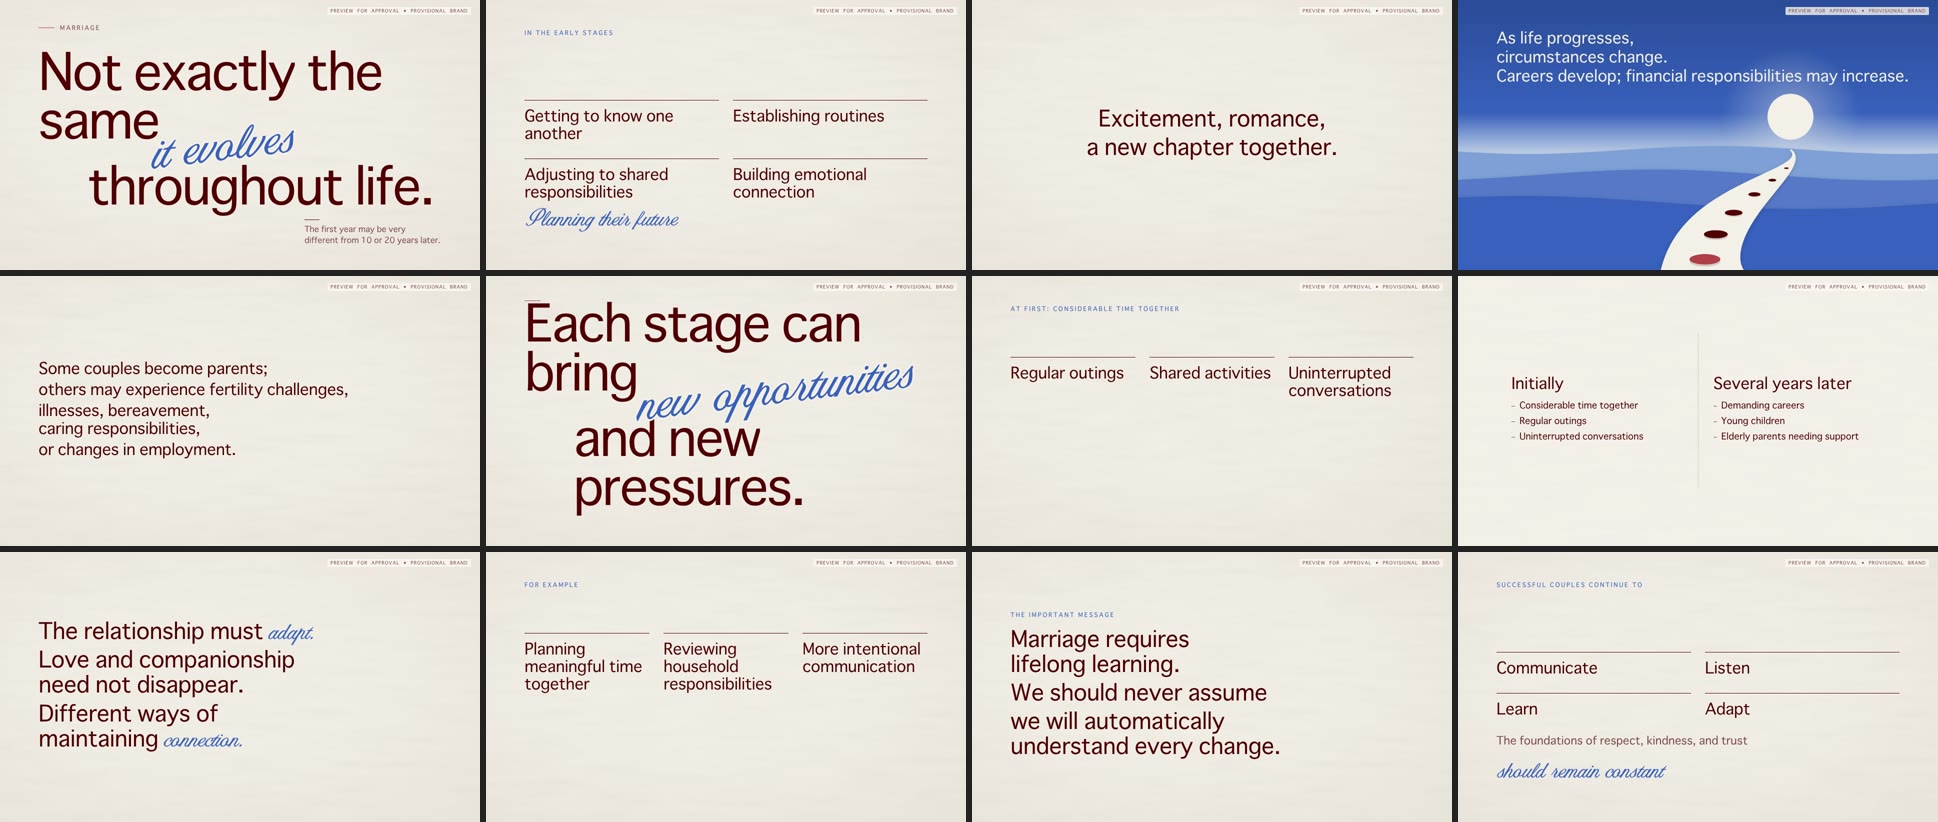 PREVIEW FOR APPROVAL • PROVISIONAL BRAND
MARRIAGE
Not exactly the
same
it evolves
throughout life.
The first year may be very
different from 10 or 20 years later.
PREVIEW FOR APPROVAL • PROVISIONAL BRAND
IN THE EARLY STAGES
Getting to know one
another
Establishing routines
Adjusting to shared
responsibilities
Building emotional
connection
Planning their future
PREVIEW FOR APPROVAL • PROVISIONAL BRAND
Excitement, romance,
a new chapter together.
PREVIEW FOR APPROVAL • PROVISIONAL BRAND
As life progresses,
circumstances change.
Careers develop; financial responsibilities may increase.
PREVIEW FOR APPROVAL • PROVISIONAL BRAND
Some couples become parents;
others may experience fertility challenges,
illnesses, bereavement,
caring responsibilities,
or changes in employment.
PREVIEW FOR APPROVAL • PROVISIONAL BRAND
Each stage can
bring
new opportunities
and new
pressures.
PREVIEW FOR APPROVAL • PROVISIONAL BRAND
AT FIRST: CONSIDERABLE TIME TOGETHER
Regular outings
Shared activities
Uninterrupted
conversations
PREVIEW FOR APPROVAL • PROVISIONAL BRAND
Initially
– Considerable time together
– Regular outings
– Uninterrupted conversations
Several years later
– Demanding careers
– Young children
– Elderly parents needing support
PREVIEW FOR APPROVAL • PROVISIONAL BRAND
The relationship must adapt.
Love and companionship
need not disappear.
Different ways of
maintaining connection.
PREVIEW FOR APPROVAL • PROVISIONAL BRAND
FOR EXAMPLE
Planning
meaningful time
together
Reviewing
household
responsibilities
More intentional
communication
PREVIEW FOR APPROVAL • PROVISIONAL BRAND
THE IMPORTANT MESSAGE
Marriage requires
lifelong learning.
We should never assume
we will automatically
understand every change.
PREVIEW FOR APPROVAL • PROVISIONAL BRAND
SUCCESSFUL COUPLES CONTINUE TO
Communicate
Listen
Learn
Adapt
The foundations of respect, kindness, and trust
should remain constant